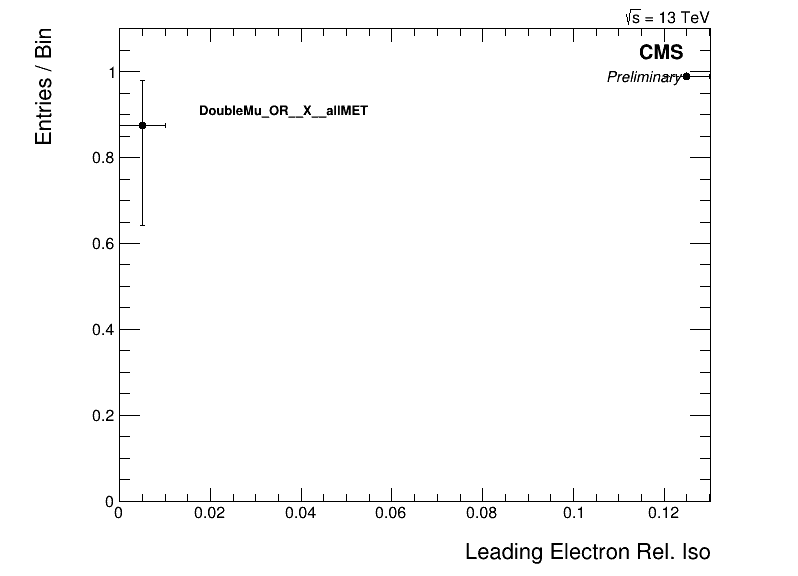 √s = 13 TeV
CMS
Preliminary
DoubleMu_OR__X__allMET
Entries / Bin
1
0.8
0.6
0.4
0.2
0
0 0.02 0.04 0.06 0.08 0.1 0.12
Leading Electron Rel. Iso